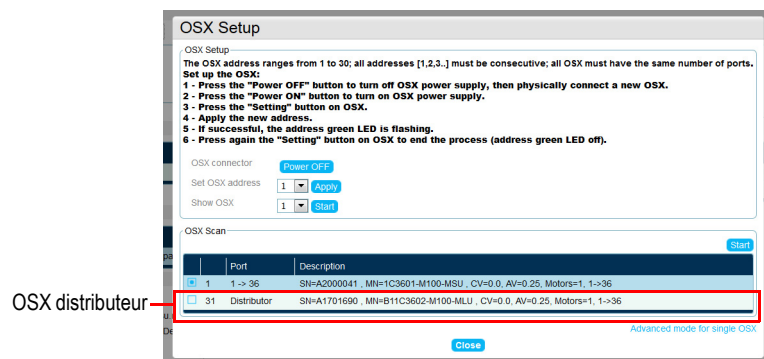 OSX Setup
OSX Setup
The OSX address ranges from 1 to 30; all addresses [1,2,3..] must be consecutive; all OSX must have the same number of ports.
Set up the OSX:
1 - Press the "Power OFF" button to turn off OSX power supply, then physically connect a new OSX.
2 - Press the "Power ON" button to turn on OSX power supply.
3 - Press the "Setting" button on OSX.
4 - Apply the new address.
5 - If successful, the address green LED is flashing.
6 - Press again the "Setting" button on OSX to end the process (address green LED off).
OSX connector Power OFF
Set OSX address 1 Apply
Show OSX 1 Start
OSX Scan
Start
Port Description
1 1 -> 36 SN=A2000041 , MN=1C3601-M100-MSU , CV=0.0, AV=0.25, Motors=1, 1->36
31 Distributor SN=A1701690 , MN=B11C3602-M100-MLU , CV=0.0, AV=0.25, Motors=1, 1->36
OSX distributeur
Advanced mode for single OSX
Close